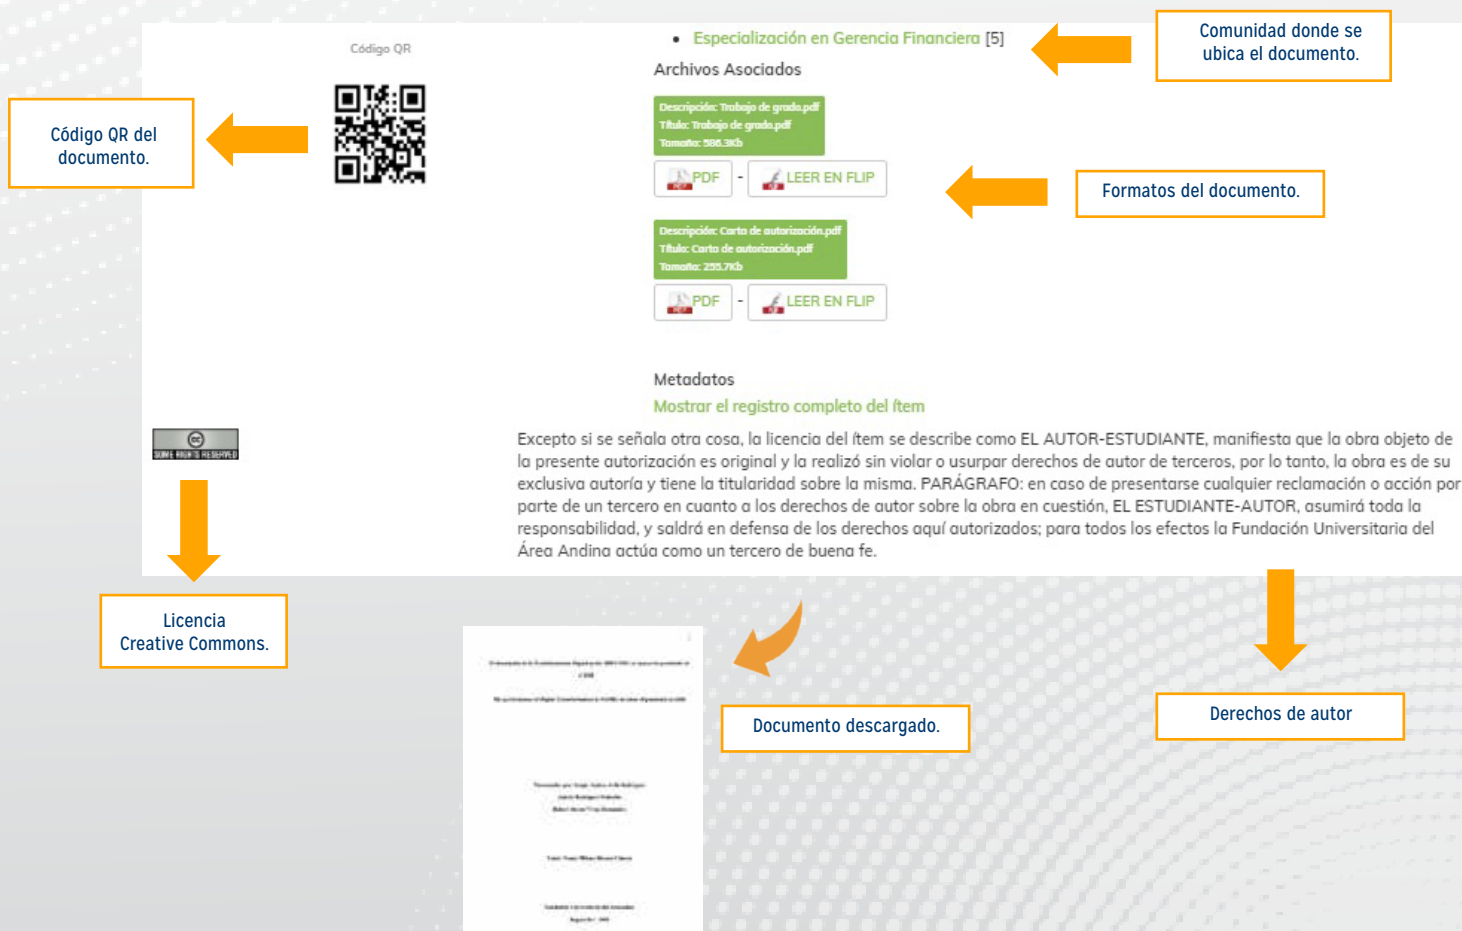 Código QR
• Especialización en Gerencia Financiera [5]
Comunidad donde se
ubica el documento.
Archivos Asociados
Código QR del
documento.
Descripción: Trabajo de grado.pdf
Título: Trabajo de grado.pdf
Tamaño: 586.3Kb
PDF - LEER EN FLIP
Formatos del documento.
Descripción: Carta de autorización.pdf
Título: Carta de autorización.pdf
Tamaño: 255.7Kb
PDF - LEER EN FLIP
Metadatos
Mostrar el registro completo del ítem
cc
SOME RIGHTS RESERVED
Excepto si se señala otra cosa, la licencia del ítem se describe como EL AUTOR-ESTUDIANTE, manifiesta que la obra objeto de
la presente autorización es original y la realizó sin violar o usurpar derechos de autor de terceros, por lo tanto, la obra es de su
exclusiva autoría y tiene la titularidad sobre la misma. PARÁGRAFO: en caso de presentarse cualquier reclamación o acción por
parte de un tercero en cuanto a los derechos de autor sobre la obra en cuestión, EL ESTUDIANTE-AUTOR, asumirá toda la
responsabilidad, y saldrá en defensa de los derechos aquí autorizados; para todos los efectos la Fundación Universitaria del
Área Andina actúa como un tercero de buena fe.
Licencia
Creative Commons.
Documento descargado.
Derechos de autor